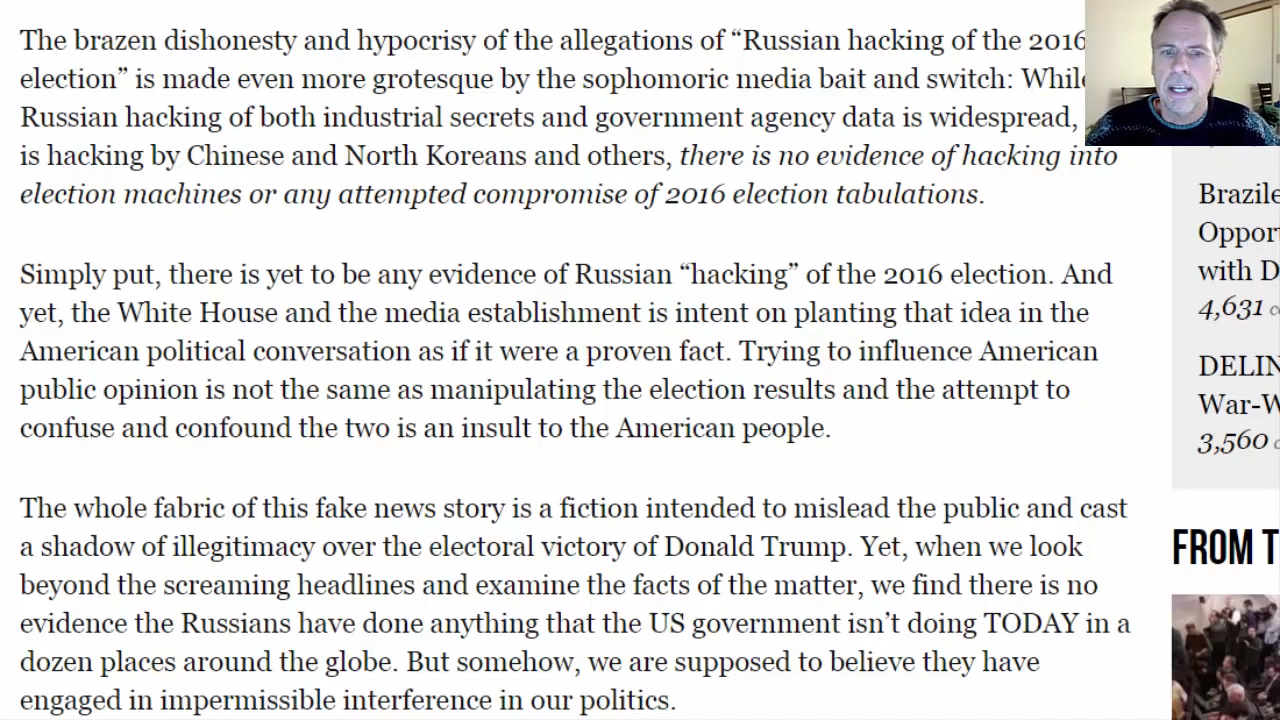 The brazen dishonesty and hypocrisy of the allegations of “Russian hacking of the 2016
election” is made even more grotesque by the sophomoric media bait and switch: While
Russian hacking of both industrial secrets and government agency data is widespread,
is hacking by Chinese and North Koreans and others, there is no evidence of hacking into
election machines or any attempted compromise of 2016 election tabulations.
Simply put, there is yet to be any evidence of Russian “hacking” of the 2016 election. And
yet, the White House and the media establishment is intent on planting that idea in the
American political conversation as if it were a proven fact. Trying to influence American
public opinion is not the same as manipulating the election results and the attempt to
confuse and confound the two is an insult to the American people.
The whole fabric of this fake news story is a fiction intended to mislead the public and cast
a shadow of illegitimacy over the electoral victory of Donald Trump. Yet, when we look
beyond the screaming headlines and examine the facts of the matter, we find there is no
evidence the Russians have done anything that the US government isn’t doing TODAY in a
dozen places around the globe. But somehow, we are supposed to believe they have
engaged in impermissible interference in our politics.
Brazile
Oppor
with D
4,631 c
DELIN
War-W
3,560 c
FROM T